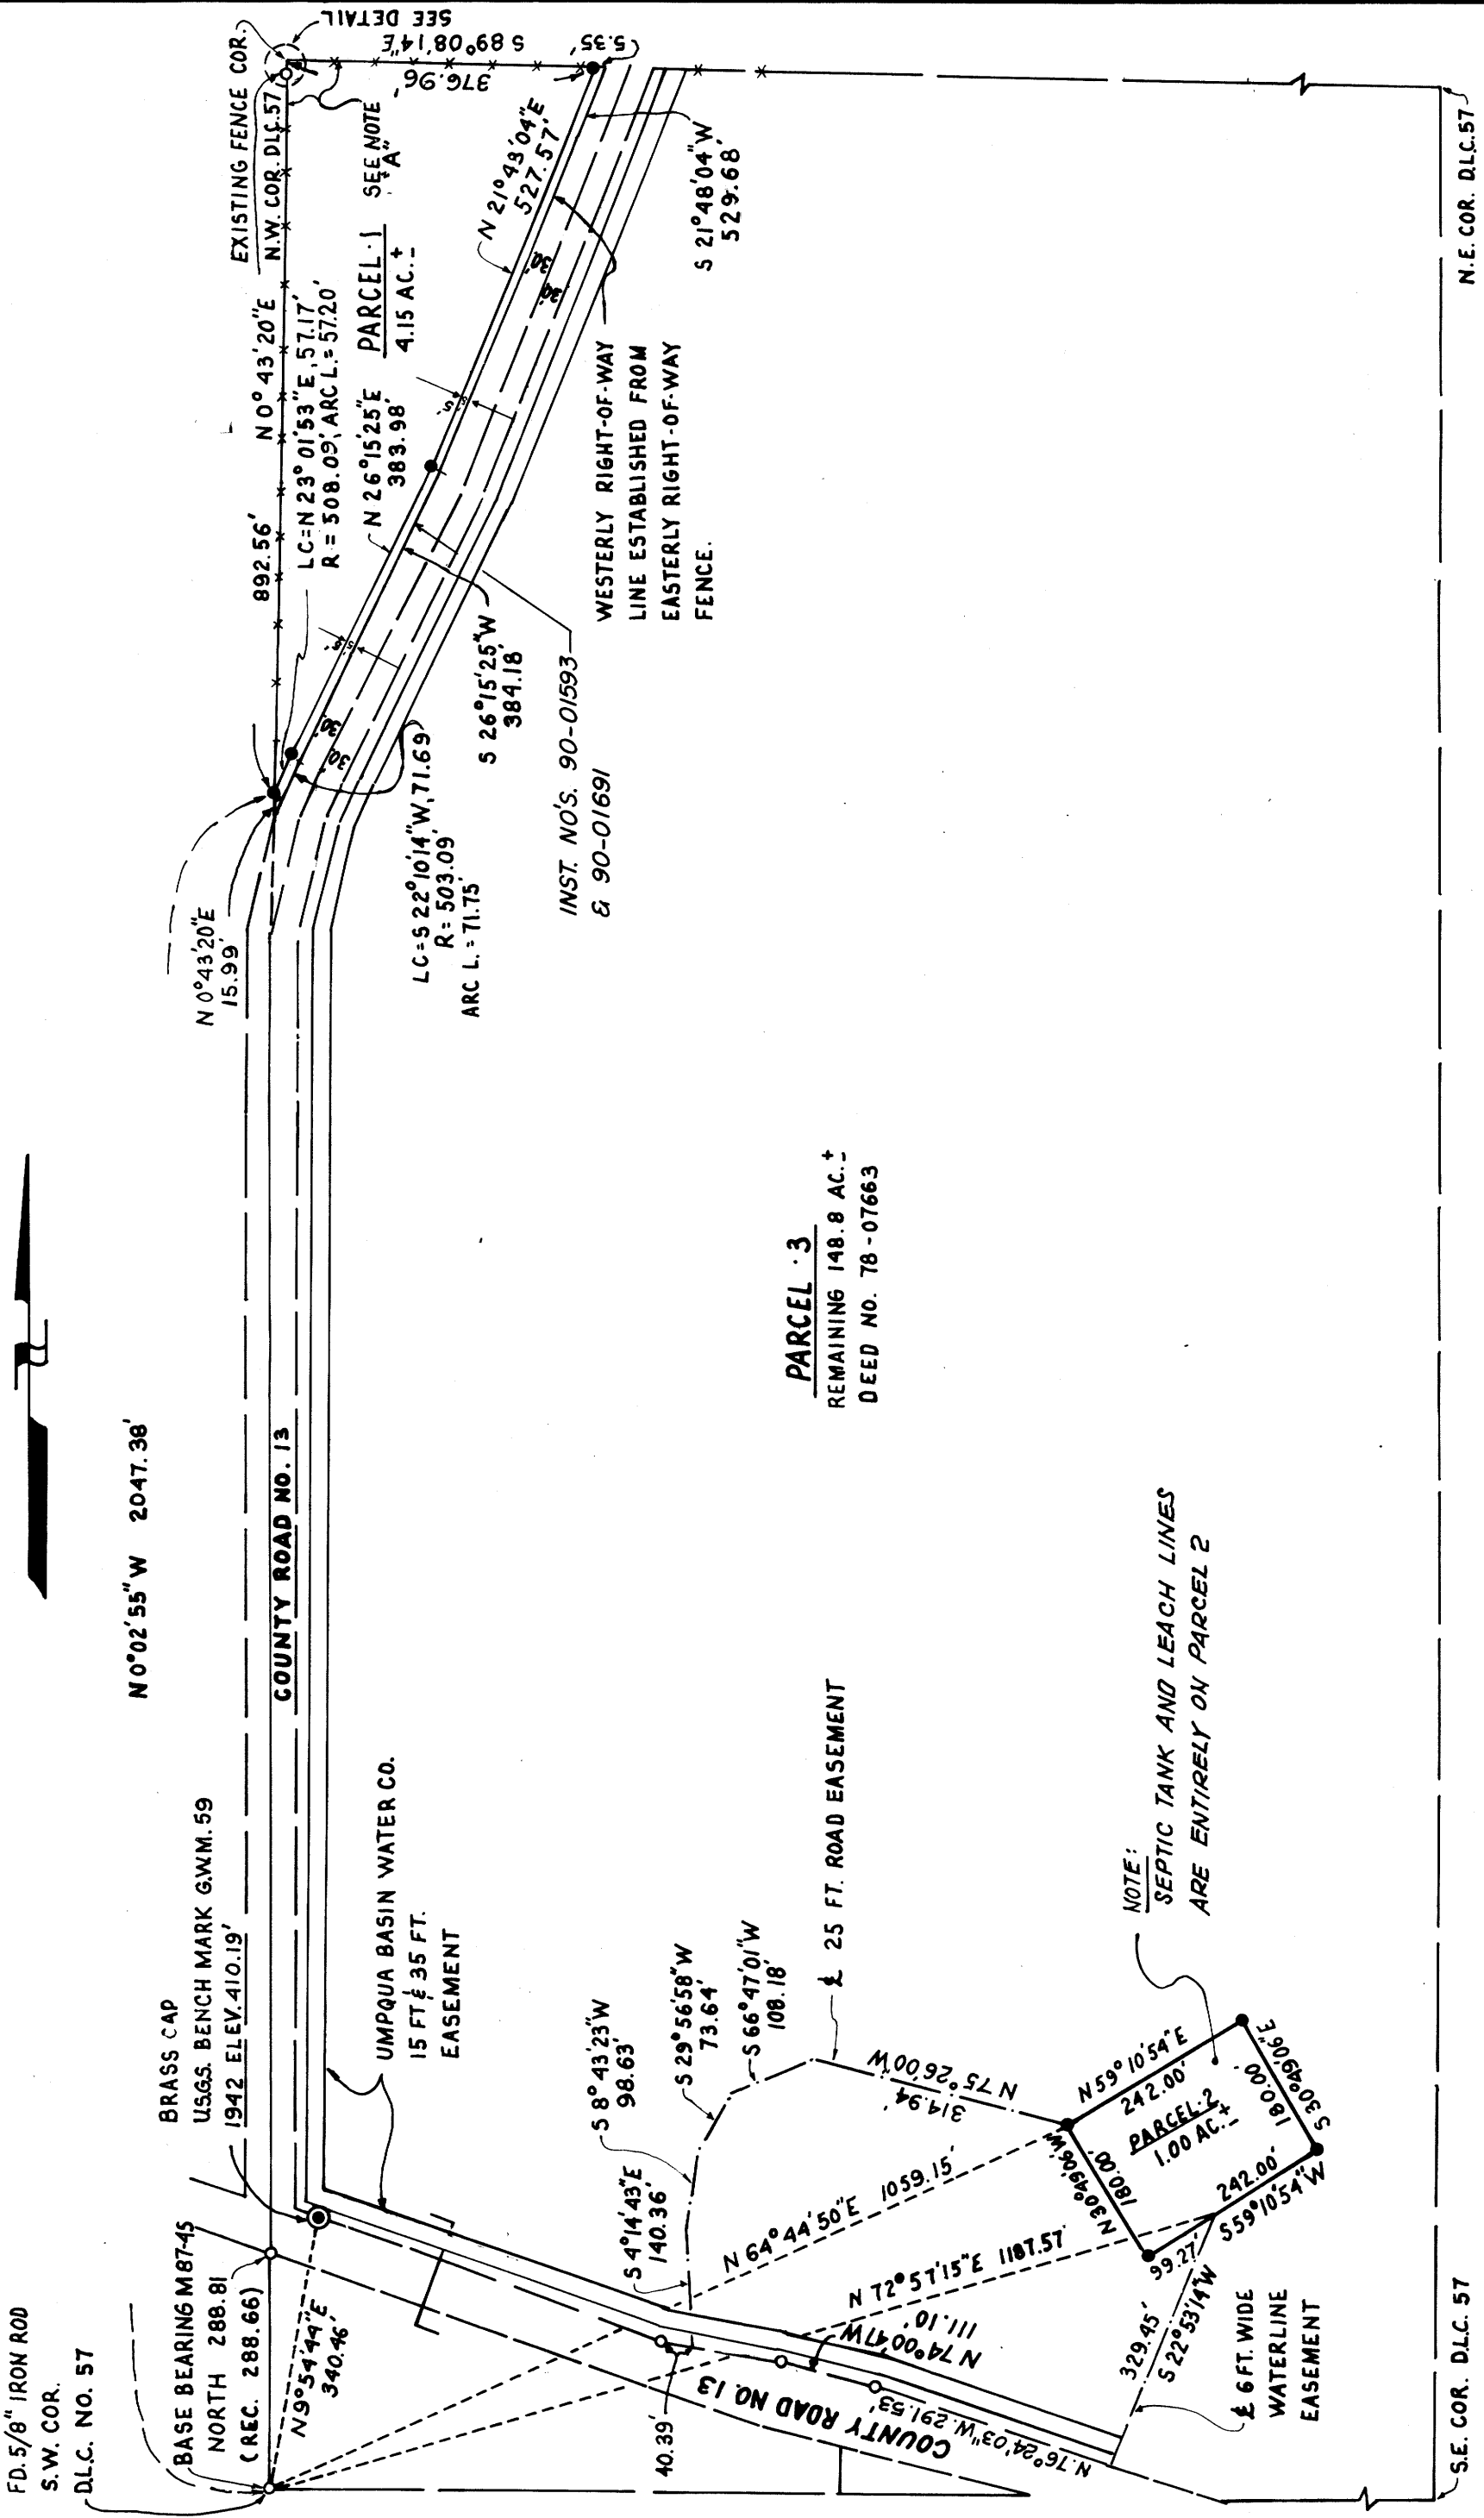 FD. 5/8" IRON ROD
S.W. COR.
D.L.C. NO. 57
BASE BEARING M87-45
NORTH 288.81
(REC. 288.66)
N 9° 54' 44" E
340.46'
BRASS CAP
U.S.G.S. BENCH MARK G.W.M. 59
1942 ELEV. 410.19'
N 0° 02' 55" W 2047.38'
COUNTY ROAD NO. 13
UMPQUA BASIN WATER CO.
15 FT. & 35 FT.
EASEMENT
N 0° 43' 20" E
15.99'
892.56' N 0° 43' 20" E
LC = N 23° 01' 53" E, 57.17'
R = 508.09', ARC L. = 57.20'
EXISTING FENCE COR.
N.W. COR. DLC. 57
SEE DETAIL
S 89° 08' 14" E
376.96'
5.35'
SEE NOTE
"A"
PARCEL · 1
4.15 AC. ±
N 26° 15' 25" E
383.98'
N 21° 48' 04" E
527.57'
S 21° 48' 04" W
529.68'
30'
30'
5'
30'
30'
5'
LC = S 22° 10' 14" W, 71.69'
R = 503.09'
ARC L. = 71.75'
S 26° 15' 25" W
384.18'
INST. NO'S. 90-01593
& 90-01691
WESTERLY RIGHT-OF-WAY
LINE ESTABLISHED FROM
EASTERLY RIGHT-OF-WAY
FENCE.
PARCEL · 3
REMAINING 148.8 AC. ±
DEED NO. 78-07663
S 4° 14' 43" E
140.36'
S 8° 43' 23" W
98.63'
S 29° 56' 58" W
73.64'
S 66° 47' 01" W
108.18'
℄ 25 FT. ROAD EASEMENT
N 75° 26' 00" W
314.94'
N 64° 44' 50" E 1059.15'
N 72° 57' 15" E 1187.57'
40.39'
N 74° 00' 47" W
111.10'
COUNTY ROAD NO. 13
N 76° 24' 03" W 291.53'
N 30° 49' 06" W
180.00'
N 59° 10' 54" E
242.00'
PARCEL · 2
1.00 AC. ±
180.00'
S 30° 49' 06" E
242.00'
S 59° 10' 54" W
99.27'
329.45'
S 22° 53' 14" W
℄ 6 FT. WIDE
WATERLINE
EASEMENT
NOTE:
SEPTIC TANK AND LEACH LINES
ARE ENTIRELY ON PARCEL 2
S.E. COR. D.L.C. 57
N.E. COR. D.L.C. 57